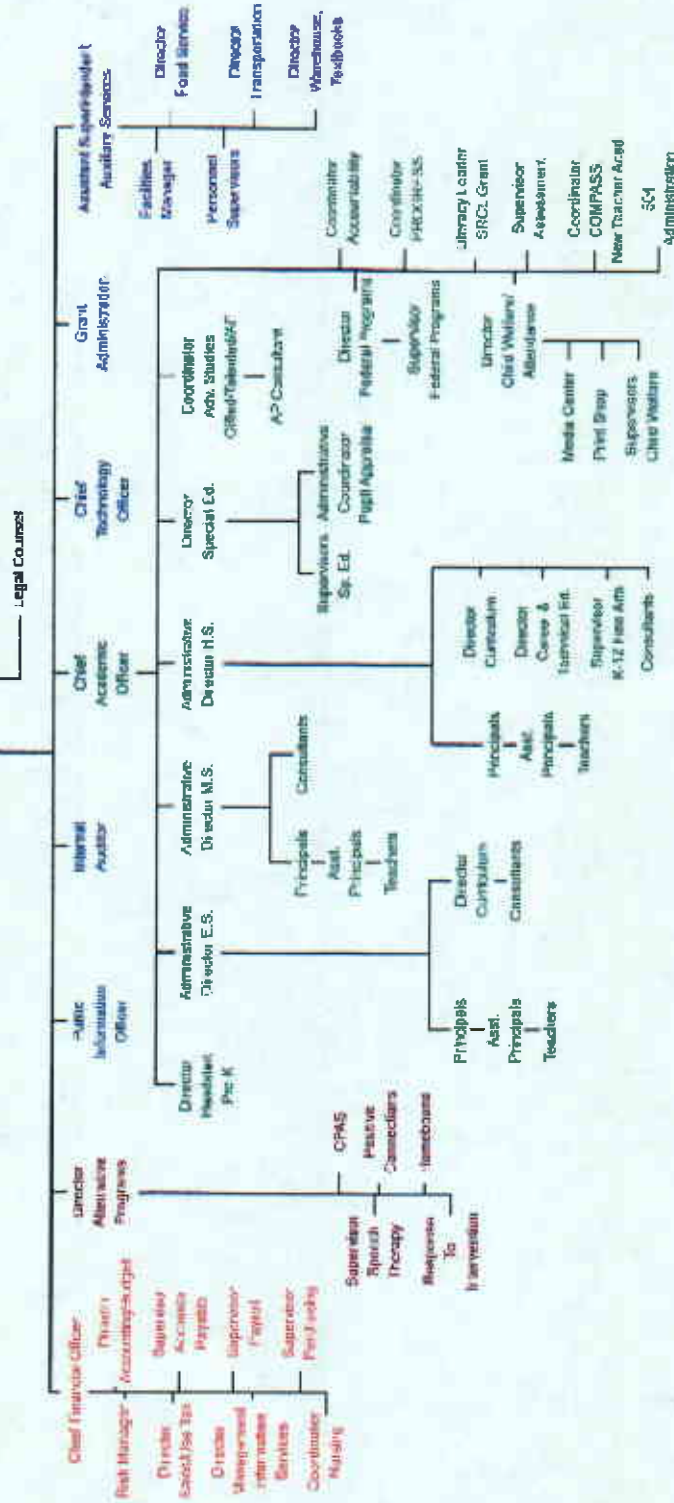 Legal Counsel
Chief Financial Officer
Risk Manager
Director
Accounting/Budget
Director
Sales/Use Tax
Supervisor
Accounts
Payable
Director
Management
Information
Services
Supervisor
Payroll
Coordinator
Nursing
Supervisor
Purchasing
Director
Alternative
Programs
Supervisor
Speech
Therapy
Response
To
Intervention
CPAS
Positive
Connections
Homebound
Public
Information
Officer
Internal
Auditor
Chief
Academic
Officer
Chief
Technology
Officer
Grant
Administrator
Assistant Superintendent
Auxiliary Services
Facilities
Manager
Personnel
Supervisors
Director
Food Service
Director
Transportation
Director
Warehouse,
Textbooks
Director
Headstart
Pre-K
Administrative
Director E.S.
Principals
Asst.
Principals
Teachers
Director
Curriculum
Consultants
Administrative
Director M.S.
Principals
Asst.
Principals
Teachers
Consultants
Administrative
Director H.S.
Principals
Asst.
Principals
Teachers
Director
Curriculum
Director
Career &
Technical Ed.
Supervisor
K-12 Fine Arts
Consultants
Director
Special Ed.
Supervisors
Sp. Ed.
Administrative
Coordinator
Pupil Appraisal
Coordinator
Adv. Studies
AP Consultant
Director
Federal Programs
Supervisor
Federal Programs
Director
Child Welfare/
Attendance
Media Center
Print Shop
Supervisors
Child Welfare
Coordinator
Accountability
Coordinator
Literacy Leader
SRCL Grant
Supervisor
Assessment
Coordinator
COMPASS
New Teacher Acad
504
Administration